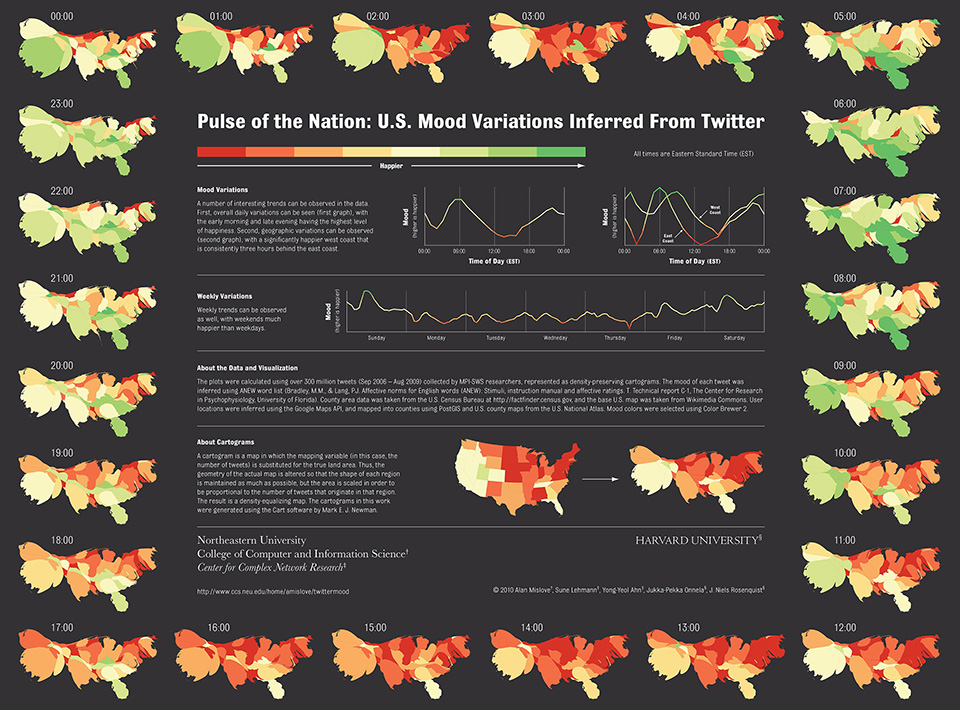 00:00
01:00
02:00
03:00
04:00
05:00
23:00
06:00
Pulse of the Nation: U.S. Mood Variations Inferred From Twitter
Happier
All times are Eastern Standard Time (EST)
22:00
07:00
Mood Variations
A number of interesting trends can be observed in the data.
First, overall daily variations can be seen (first graph), with
the early morning and late evening having the highest level
of happiness. Second, geographic variations can be observed
(second graph), with a significantly happier west coast that
is consistently three hours behind the east coast.
Mood
(higher is happier)
00:00 06:00 12:00 18:00 00:00
Time of Day (EST)
Mood
(higher is happier)
West
Coast
East
Coast
00:00 06:00 12:00 18:00 00:00
Time of Day (EST)
21:00
08:00
Weekly Variations
Weekly trends can be observed
as well, with weekends much
happier than weekdays.
Mood
(higher is happier)
Sunday Monday Tuesday Wednesday Thursday Friday Saturday
20:00
09:00
About the Data and Visualization
The plots were calculated using over 300 million tweets (Sep 2006 – Aug 2009) collected by MPI-SWS researchers, represented as density-preserving cartograms. The mood of each tweet was
inferred using ANEW word list (Bradley, M.M., & Lang, P.J. Affective norms for English words (ANEW): Stimuli, instruction manual and affective ratings. T. Technical report C-1, The Center for Research
in Psychophysiology, University of Florida). County area data was taken from the U.S. Census Bureau at http://factfinder.census.gov, and the base U.S. map was taken from Wikimedia Commons. User
locations were inferred using the Google Maps API, and mapped into counties using PostGIS and U.S. county maps from the U.S. National Atlas. Mood colors were selected using Color Brewer 2.
19:00
10:00
About Cartograms
A cartogram is a map in which the mapping variable (in this case, the
number of tweets) is substituted for the true land area. Thus, the
geometry of the actual map is altered so that the shape of each region
is maintained as much as possible, but the area is scaled in order to
be proportional to the number of tweets that originate in that region.
The result is a density-equalizing map. The cartograms in this work
were generated using the Cart software by Mark E. J. Newman.
18:00
11:00
Northeastern University
College of Computer and Information Science†
Center for Complex Network Research‡
HARVARD UNIVERSITY§
http://www.ccs.neu.edu/home/amislove/twittermood
© 2010 Alan Mislove†, Sune Lehmann‡, Yong-Yeol Ahn‡, Jukka-Pekka Onnela§, J. Niels Rosenquist§
17:00
16:00
15:00
14:00
13:00
12:00